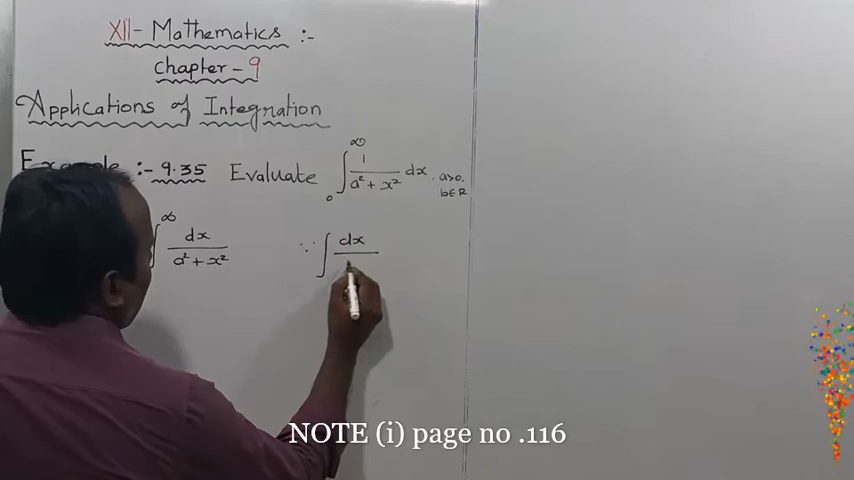 XII - Mathematics :-
Chapter - 9
Applications of Integration
Example :- 9.35 Evaluate ∫₀^∞ 1/(a² + x²) dx. a>0, b∈R
∫^∞ dx/(a² + x²) ∵ ∫ dx/
NOTE (i) page no .116